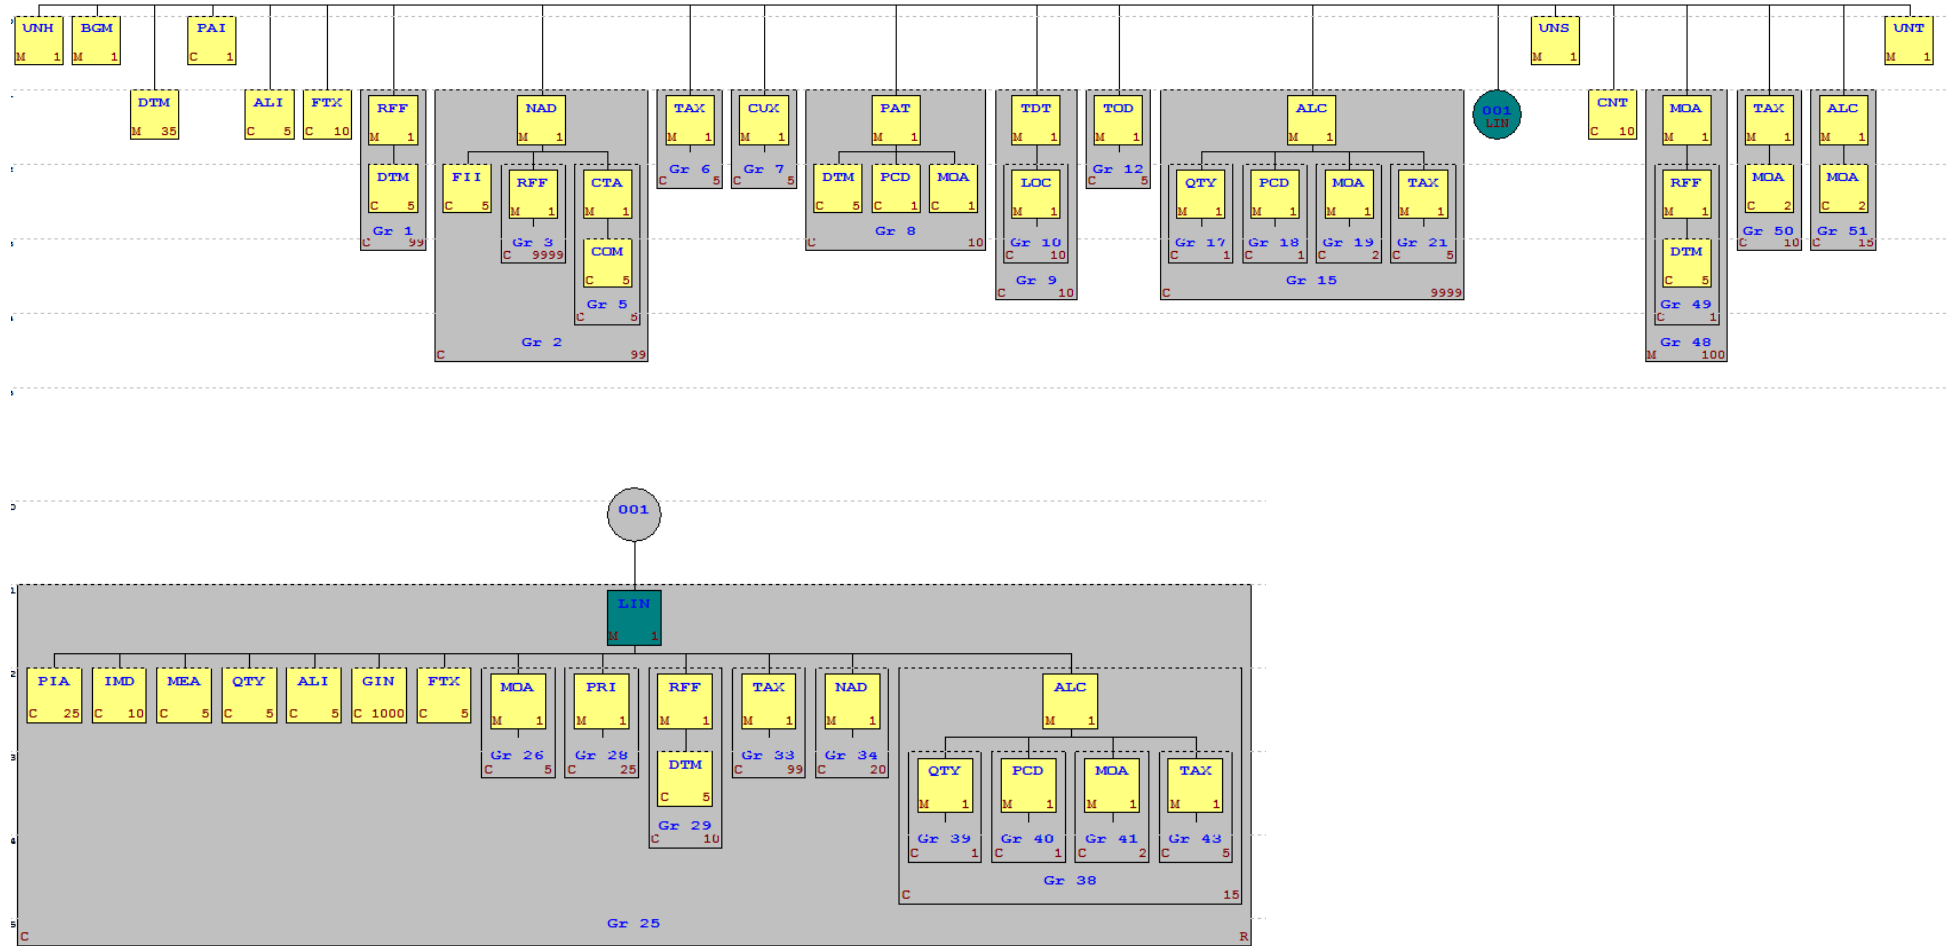 UNH BGM PAI UNS UNT
M 1 M 1 C 1 M 1 M 1
DTM ALI FTX RFF NAD TAX CUX PAT TDT TOD ALC 001 CNT MOA TAX ALC
LIN
M 35 C 5 C 10 M 1 M 1 M 1 M 1 M 1 M 1 M 1 M 1 C 10 M 1 M 1 M 1
DTM FII RFF CTA Gr 6 Gr 7 DTM PCD MOA LOC Gr 12 QTY PCD MOA TAX RFF MOA MOA
C 5 C 5
C 5
C 5 C 5 M 1 M 1 C 5 C 1 C 1 M 1 M 1 M 1 M 1 M 1 M 1 C 2 C 2
Gr 1 Gr 3 COM Gr 8 Gr 10 Gr 17 Gr 18 Gr 19 Gr 21 DTM Gr 50 Gr 51
C 99 C 9999 C 10 C 10 C 1 C 1 C 2 C 5 C 10 C 15
C 5 Gr 9 Gr 15 C 5
Gr 5 C 10 C 9999 Gr 49
C 5 C 1
Gr 2 Gr 48
C 99 M 100
0
001
1
LIN
M 1
2
PIA IMD MEA QTY ALI GIN FTX MOA PRI RFF TAX NAD ALC
C 25 C 10 C 5 C 5 C 5 C 1000 C 5 M 1 M 1 M 1 M 1 M 1 M 1
3
Gr 26 Gr 28 DTM Gr 33 Gr 34 QTY PCD MOA TAX
C 5 C 25 C 99 C 20
C 5 M 1 M 1 M 1 M 1
Gr 29 Gr 39 Gr 40 Gr 41 Gr 43
4
C 10 C 1 C 1 C 2 C 5
Gr 38
C 15
5
Gr 25
C R